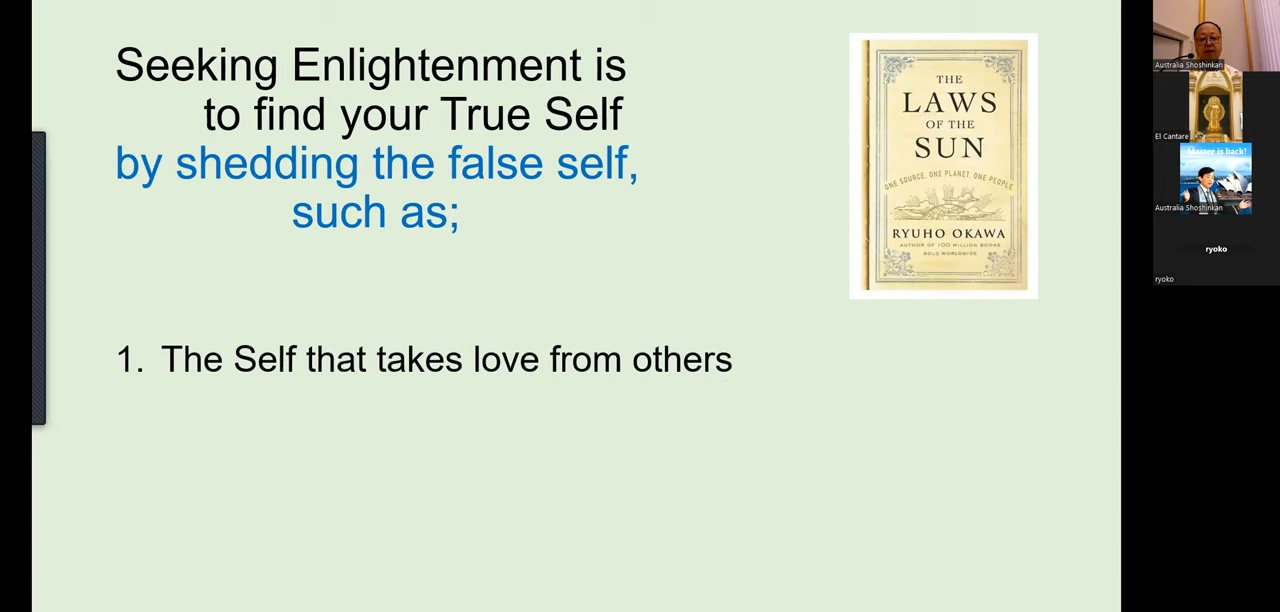 Seeking Enlightenment is
to find your True Self
by shedding the false self,
such as;
THE
LAWS
OF THE
SUN
ONE SOURCE, ONE PLANET, ONE PEOPLE
RYUHO OKAWA
AUTHOR OF 100 MILLION BOOKS
SOLD WORLDWIDE
1. The Self that takes love from others
Australia Shoshinkan
El Cantare
Master is back!
Australia Shoshinkan
ryoko
ryoko